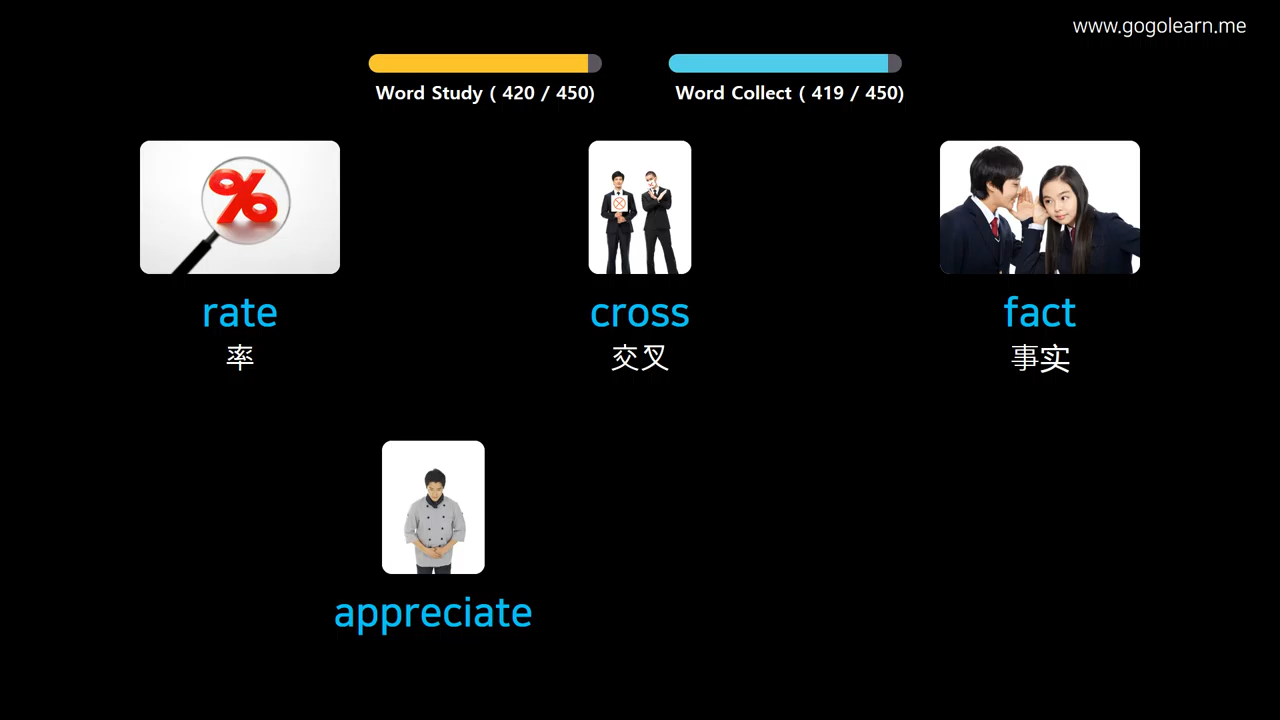 www.gogolearn.me
Word Study ( 420 / 450)
Word Collect ( 419 / 450)
%
rate
cross
fact
率
交叉
事实
appreciate